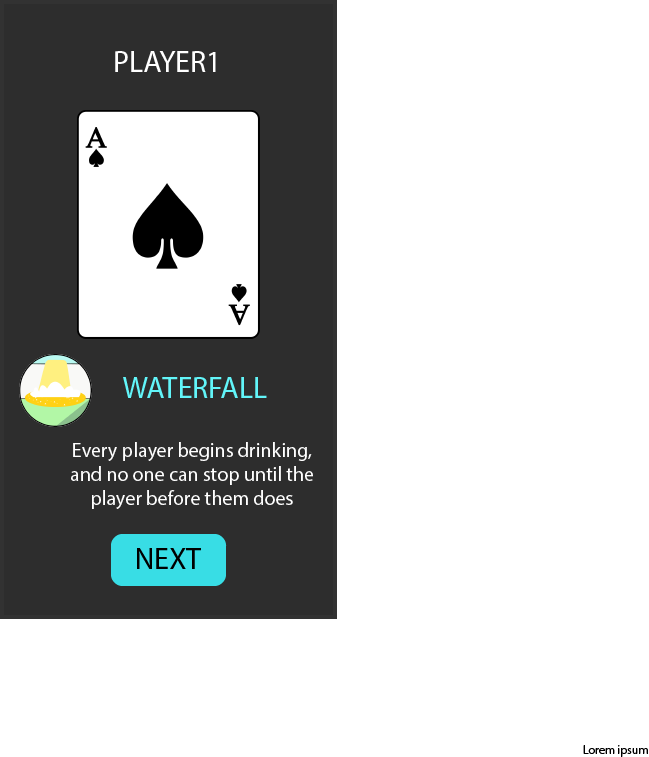 PLAYER1
A
A
WATERFALL
Every player begins drinking,
and no one can stop until the
player before them does
NEXT
Lorem ipsum